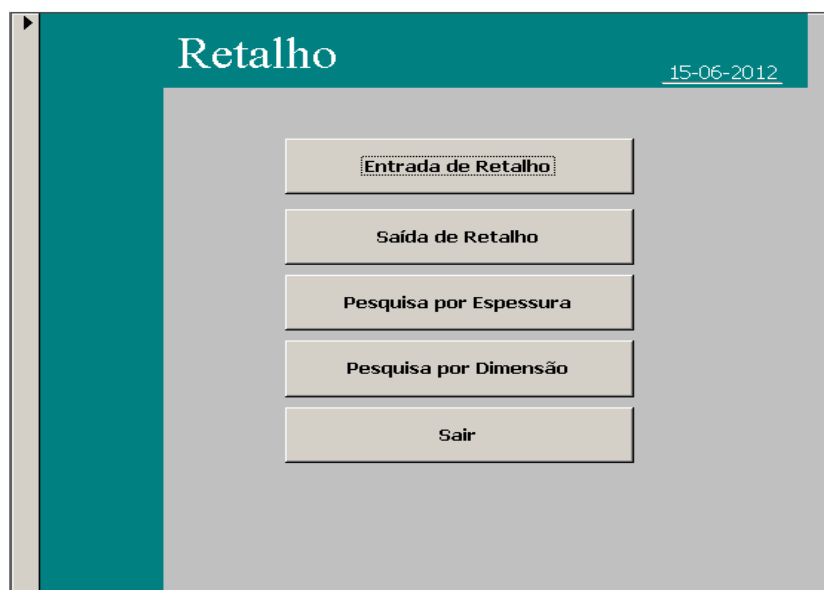 Retalho
15-06-2012
Entrada de Retalho
Saída de Retalho
Pesquisa por Espessura
Pesquisa por Dimensão
Sair